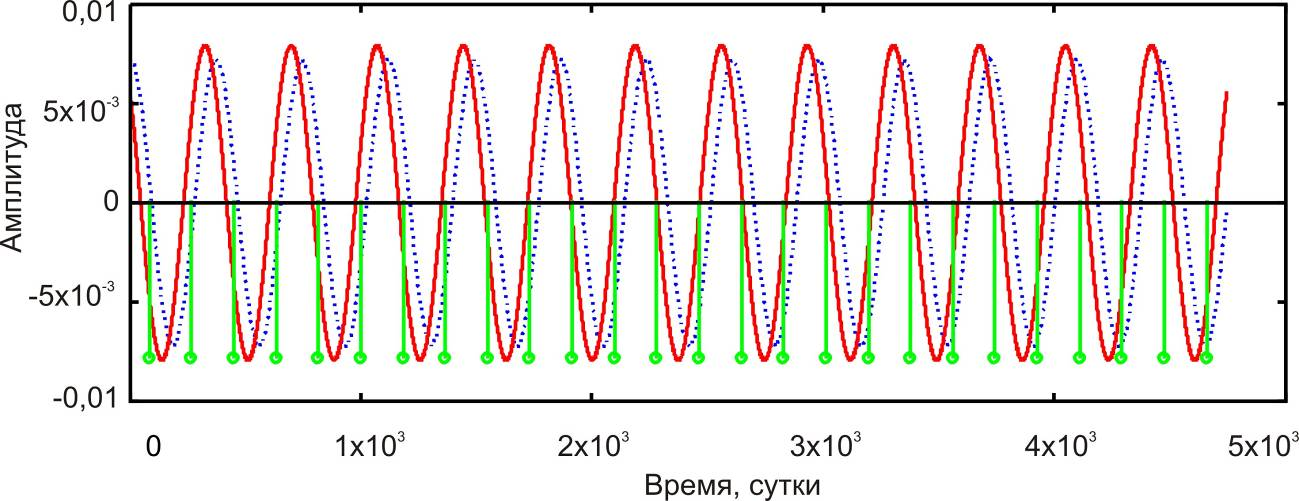 0,01
5x10⁻³
0
-5x10⁻³
-0,01
Амплитуда
0 1x10³ 2x10³ 3x10³ 4x10³ 5x10³
Время, сутки